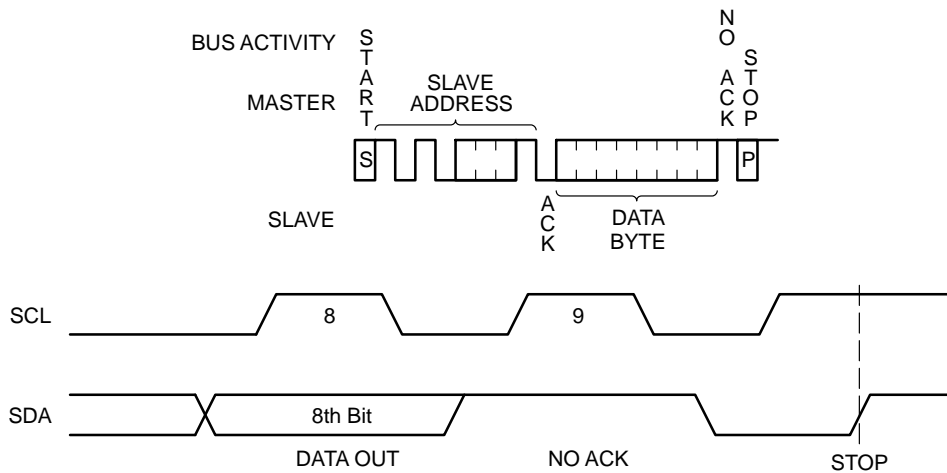 BUS ACTIVITY
MASTER
START
SLAVE
ADDRESS
NO ACK
STOP
S
P
SLAVE
ACK
DATA
BYTE
SCL
8
9
SDA
8th Bit
DATA OUT
NO ACK
STOP